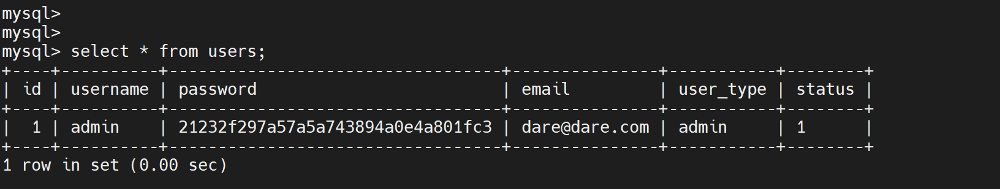 mysql>
mysql>
mysql> select * from users;
+----+----------+----------------------------------+---------------+-----------+--------+
| id | username | password                         | email         | user_type | status |
+----+----------+----------------------------------+---------------+-----------+--------+
|  1 | admin    | 21232f297a57a5a743894a0e4a801fc3 | dare@dare.com | admin     | 1      |
+----+----------+----------------------------------+---------------+-----------+--------+
1 row in set (0.00 sec)